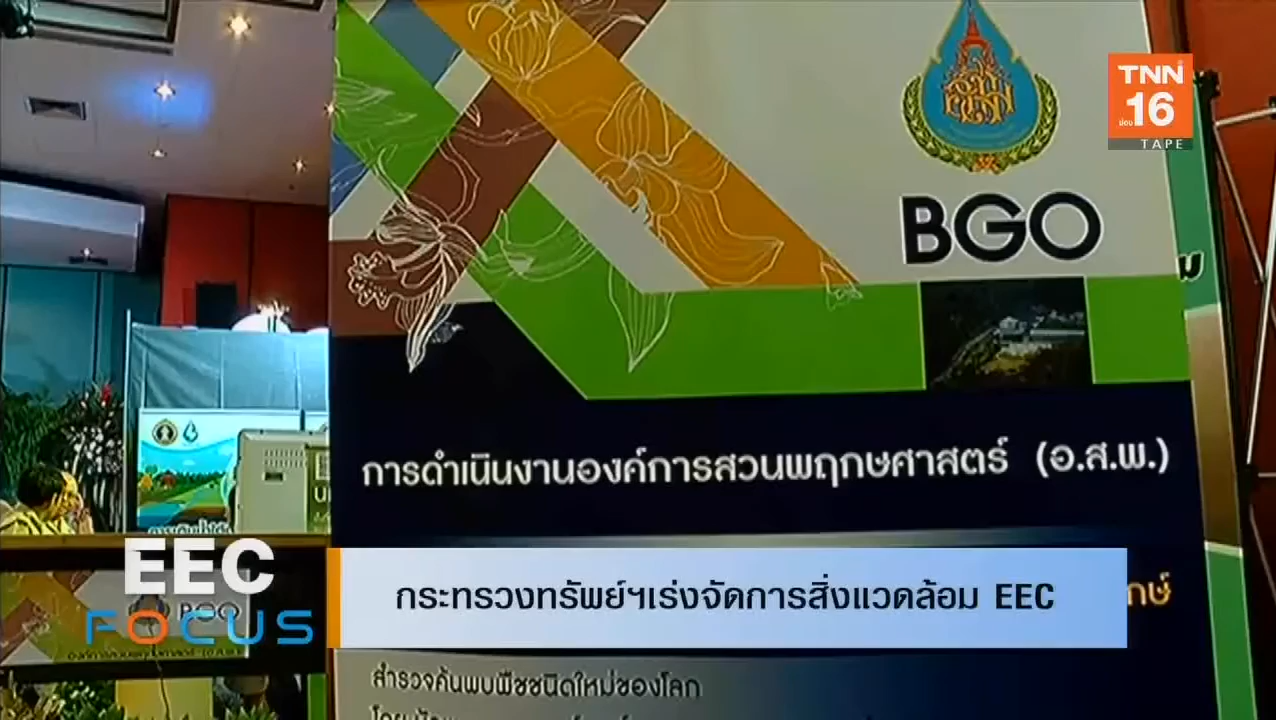 TNN
ช่อง 16
TAPE
BGO
การดำเนินงานองค์การสวนพฤกษศาสตร์ (อ.ส.พ.)
EEC
FOCUS
กระทรวงทรัพย์ฯเร่งจัดการสิ่งแวดล้อม EEC
BGO
สำรวจค้นพบพืชชนิดใหม่ของโลก